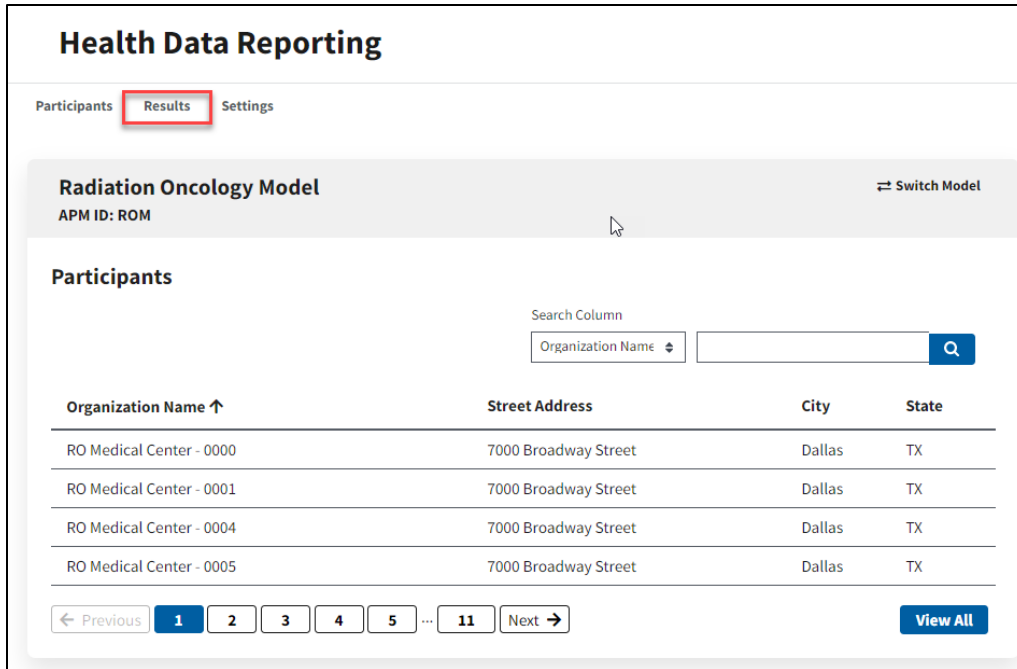 Health Data Reporting
Participants Results Settings
Radiation Oncology Model
⇄ Switch Model
APM ID: ROM
Participants
Search Column
Organization Name
Organization Name ↑ Street Address City State
RO Medical Center - 0000 7000 Broadway Street Dallas TX
RO Medical Center - 0001 7000 Broadway Street Dallas TX
RO Medical Center - 0004 7000 Broadway Street Dallas TX
RO Medical Center - 0005 7000 Broadway Street Dallas TX
← Previous 1 2 3 4 5 ... 11 Next → View All